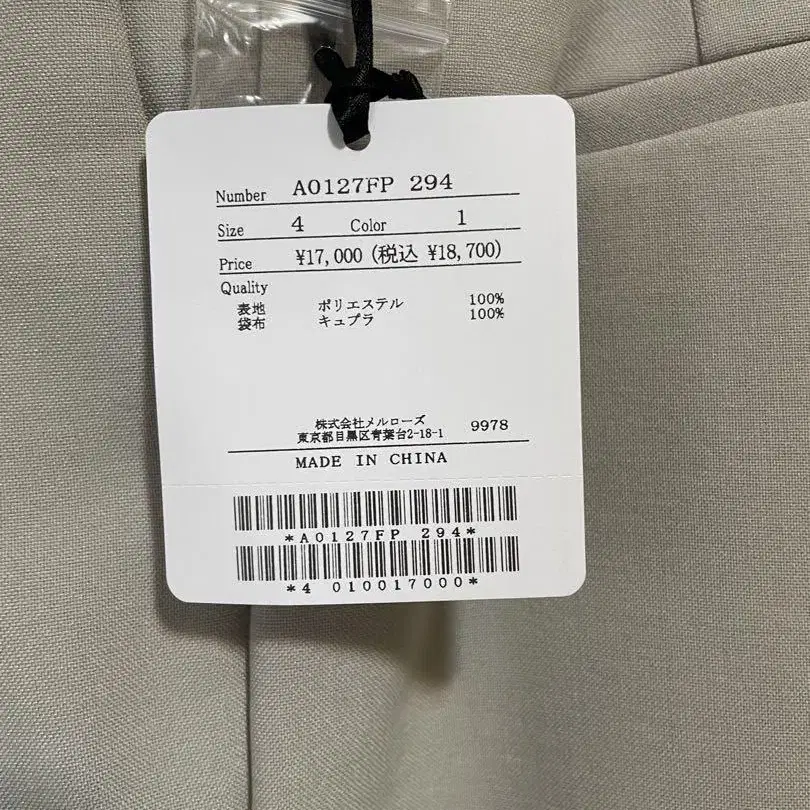 Number A0127FP 294
Size 4 Color 1
Price ¥17,000 (税込 ¥18,700)
Quality
表地 ポリエステル 100%
袋布 キュプラ 100%
株式会社メルローズ
東京都目黒区青葉台2-18-1 9978
MADE IN CHINA
*A0127FP 294*
*4 010017000*